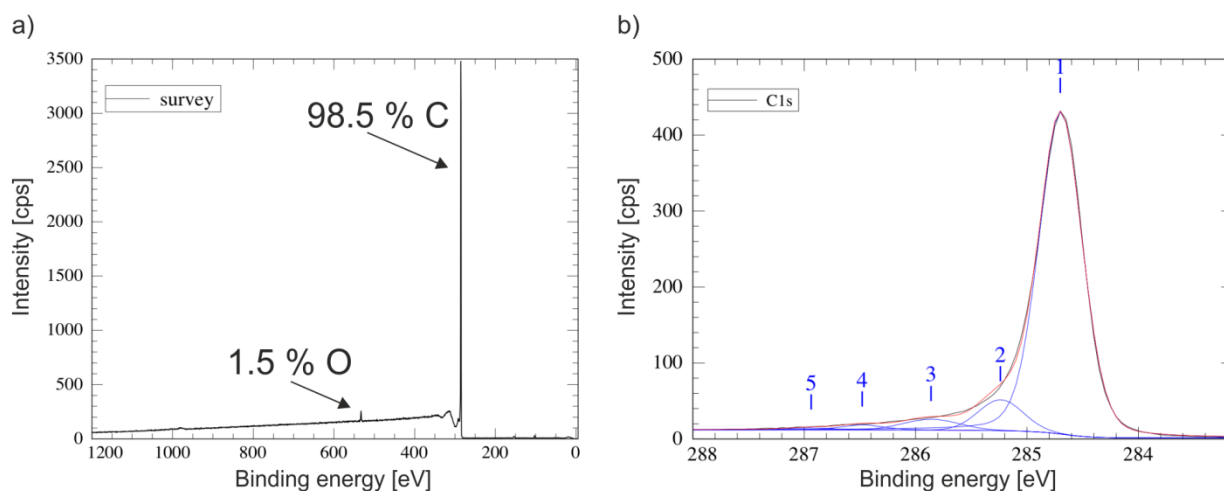 a)
3500
3000
2500
2000
1500
1000
500
0
Intensity [cps]
survey
98.5 % C
1.5 % O
1200 1000 800 600 400 200 0
Binding energy [eV]
b)
500
400
300
200
100
0
Intensity [cps]
C1s
1
2
3
4
5
288 287 286 285 284
Binding energy [eV]